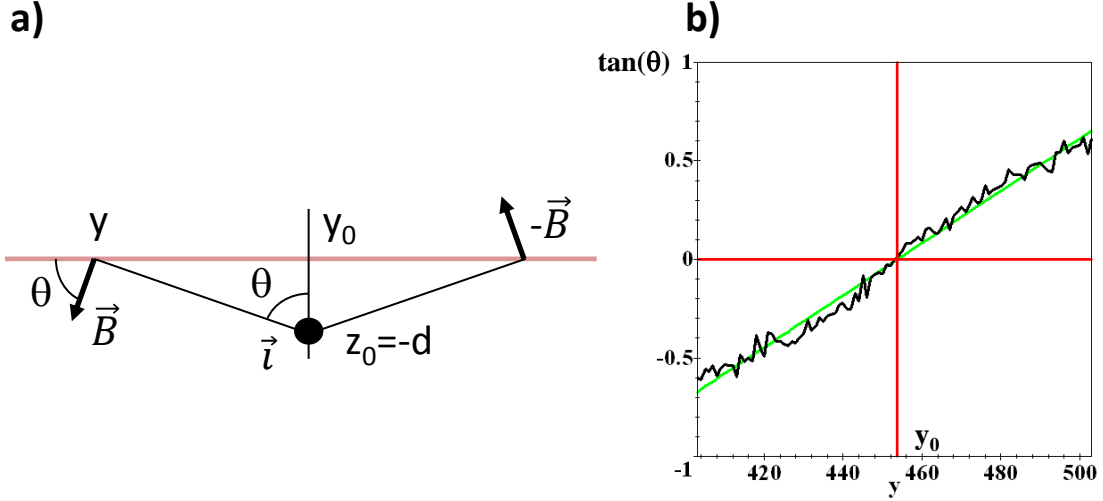 a)
y
y₀
-B⃗
θ
θ
B⃗
i⃗
z₀=-d
b)
tan(θ)
1
0.5
0
-0.5
-1
y₀
420
440
460
480
500
y